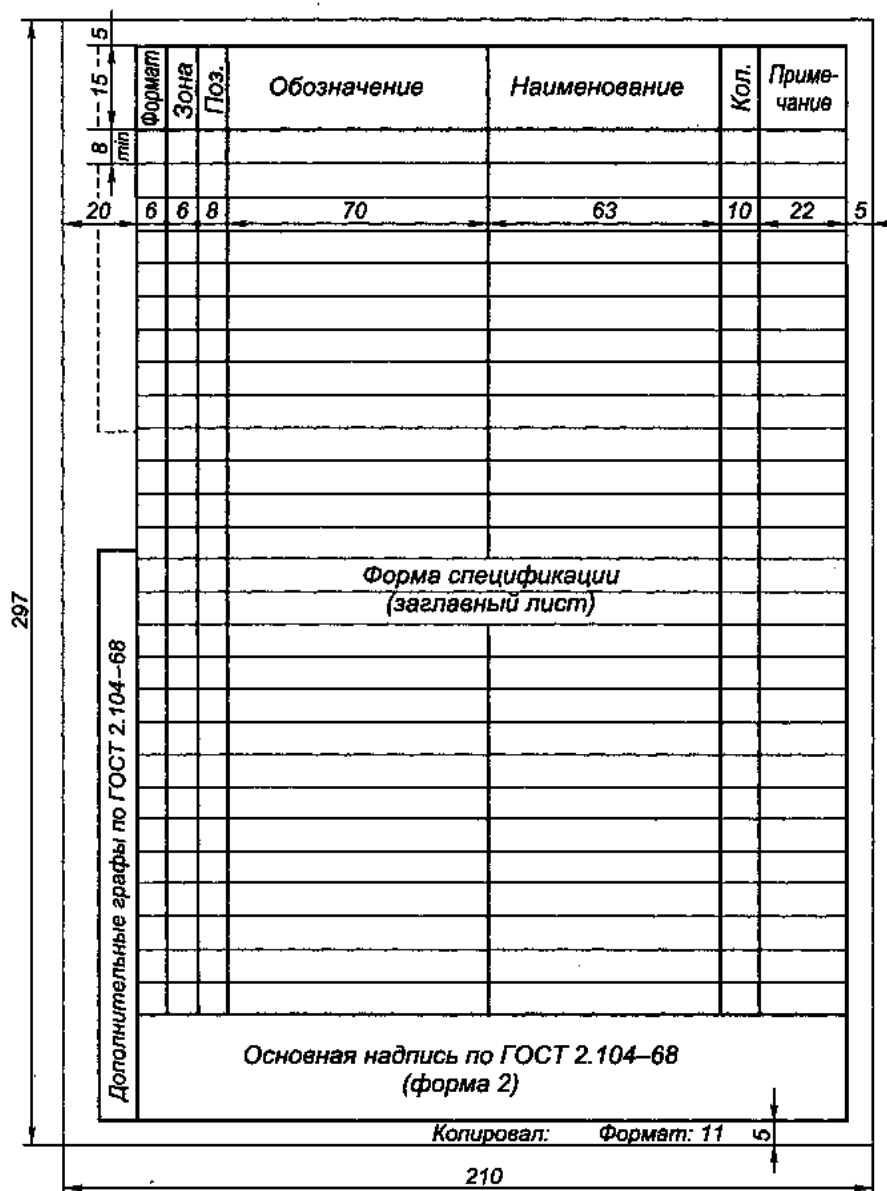 5
15
8
min
Формат
Зона
Поз.
Обозначение
Наименование
Кол.
Приме-
чание
20
6
6
8
70
63
10
22
5
297
Форма спецификации
(заглавный лист)
Дополнительные графы по ГОСТ 2.104–68
Основная надпись по ГОСТ 2.104–68
(форма 2)
Копировал:
Формат: 11
5
210